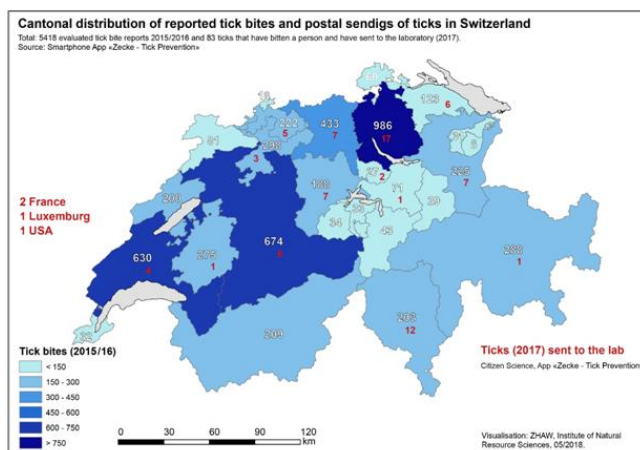 Cantonal distribution of reported tick bites and postal sendigs of ticks in Switzerland
Total: 5418 evaluated tick bite reports 2015/2016 and 83 ticks that have bitten a person and have sent to the laboratory (2017).
Source: Smartphone App «Zecke - Tick Prevention»
123
6
222
5
433
7
986
17
3
2
225
7
7
71
1
2 France
1 Luxemburg
1 USA
34
630
4
275
1
674
1
12
209
Tick bites (2015/16)
< 150
150 - 300
300 - 450
450 - 600
600 - 750
> 750
Ticks (2017) sent to the lab
Citizen Science, App «Zecke - Tick Prevention
0 30 60 90 120
km
Visualisation: ZHAW, Institute of Natural
Resource Sciences, 05/2018.